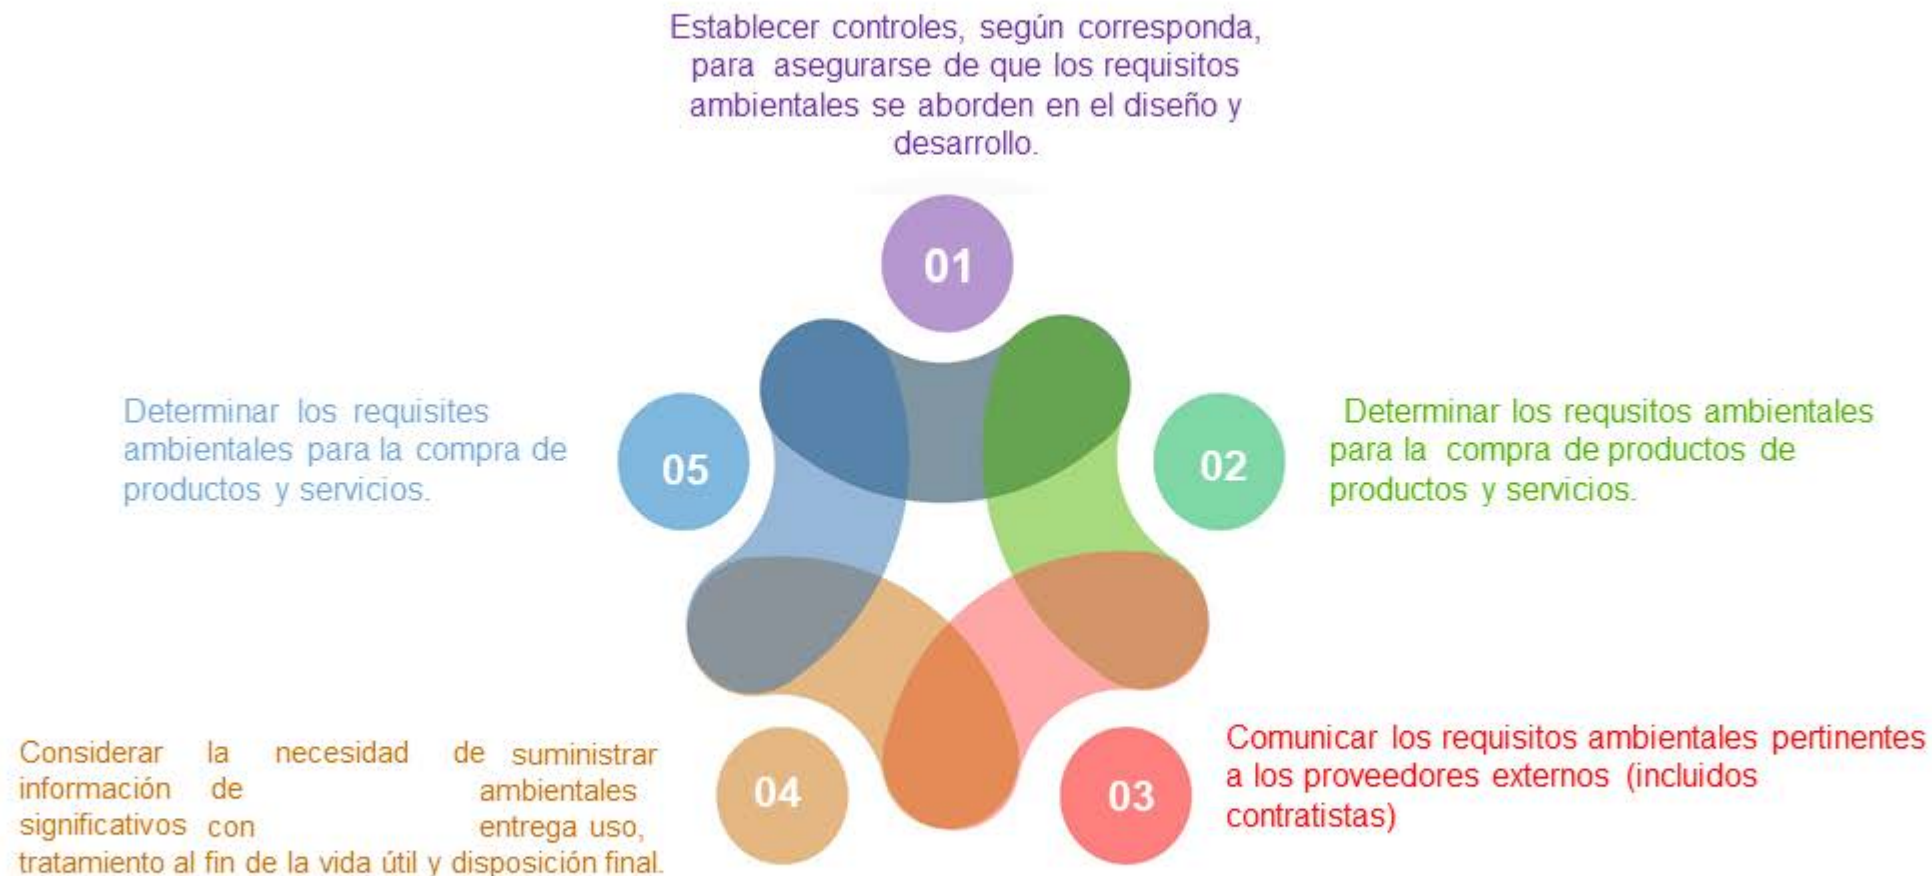 Establecer controles, según corresponda,
para asegurarse de que los requisitos
ambientales se aborden en el diseño y
desarrollo.
01
02
Determinar los requsitos ambientales
para la compra de productos de
productos y servicios.
03
Comunicar los requisitos ambientales pertinentes
a los proveedores externos (incluidos
contratistas)
04
Considerar la necesidad de suministrar
información de ambientales
significativos con entrega uso,
tratamiento al fin de la vida útil y disposición final.
05
Determinar los requisites
ambientales para la compra de
productos y servicios.